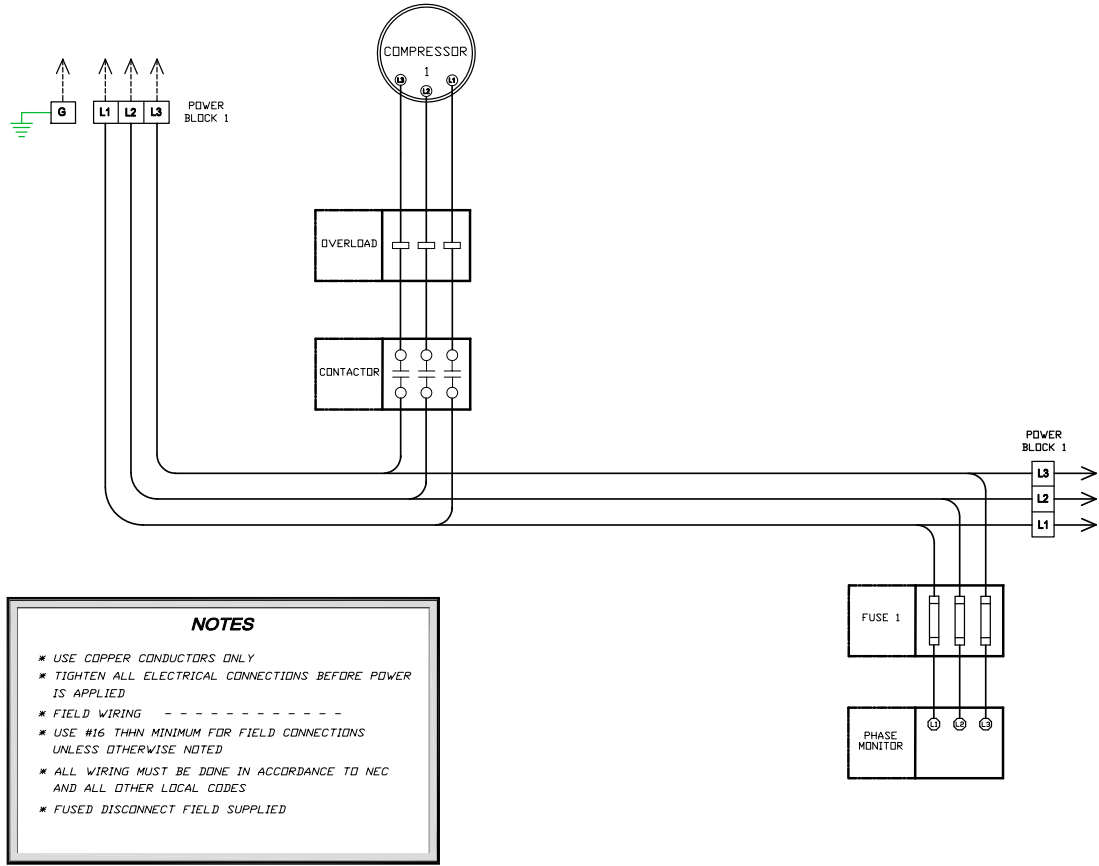 COMPRESSOR
1
L3 L2 L1
G L1 L2 L3
POWER
BLOCK 1
OVERLOAD
CONTACTOR
POWER
BLOCK 1
L3
L2
L1
FUSE 1
PHASE
MONITOR
L1 L2 L3
NOTES
* USE COPPER CONDUCTORS ONLY
* TIGHTEN ALL ELECTRICAL CONNECTIONS BEFORE POWER
IS APPLIED
* FIELD WIRING - - - - - - - - - - - -
* USE #16 THHN MINIMUM FOR FIELD CONNECTIONS
UNLESS OTHERWISE NOTED
* ALL WIRING MUST BE DONE IN ACCORDANCE TO NEC
AND ALL OTHER LOCAL CODES
* FUSED DISCONNECT FIELD SUPPLIED